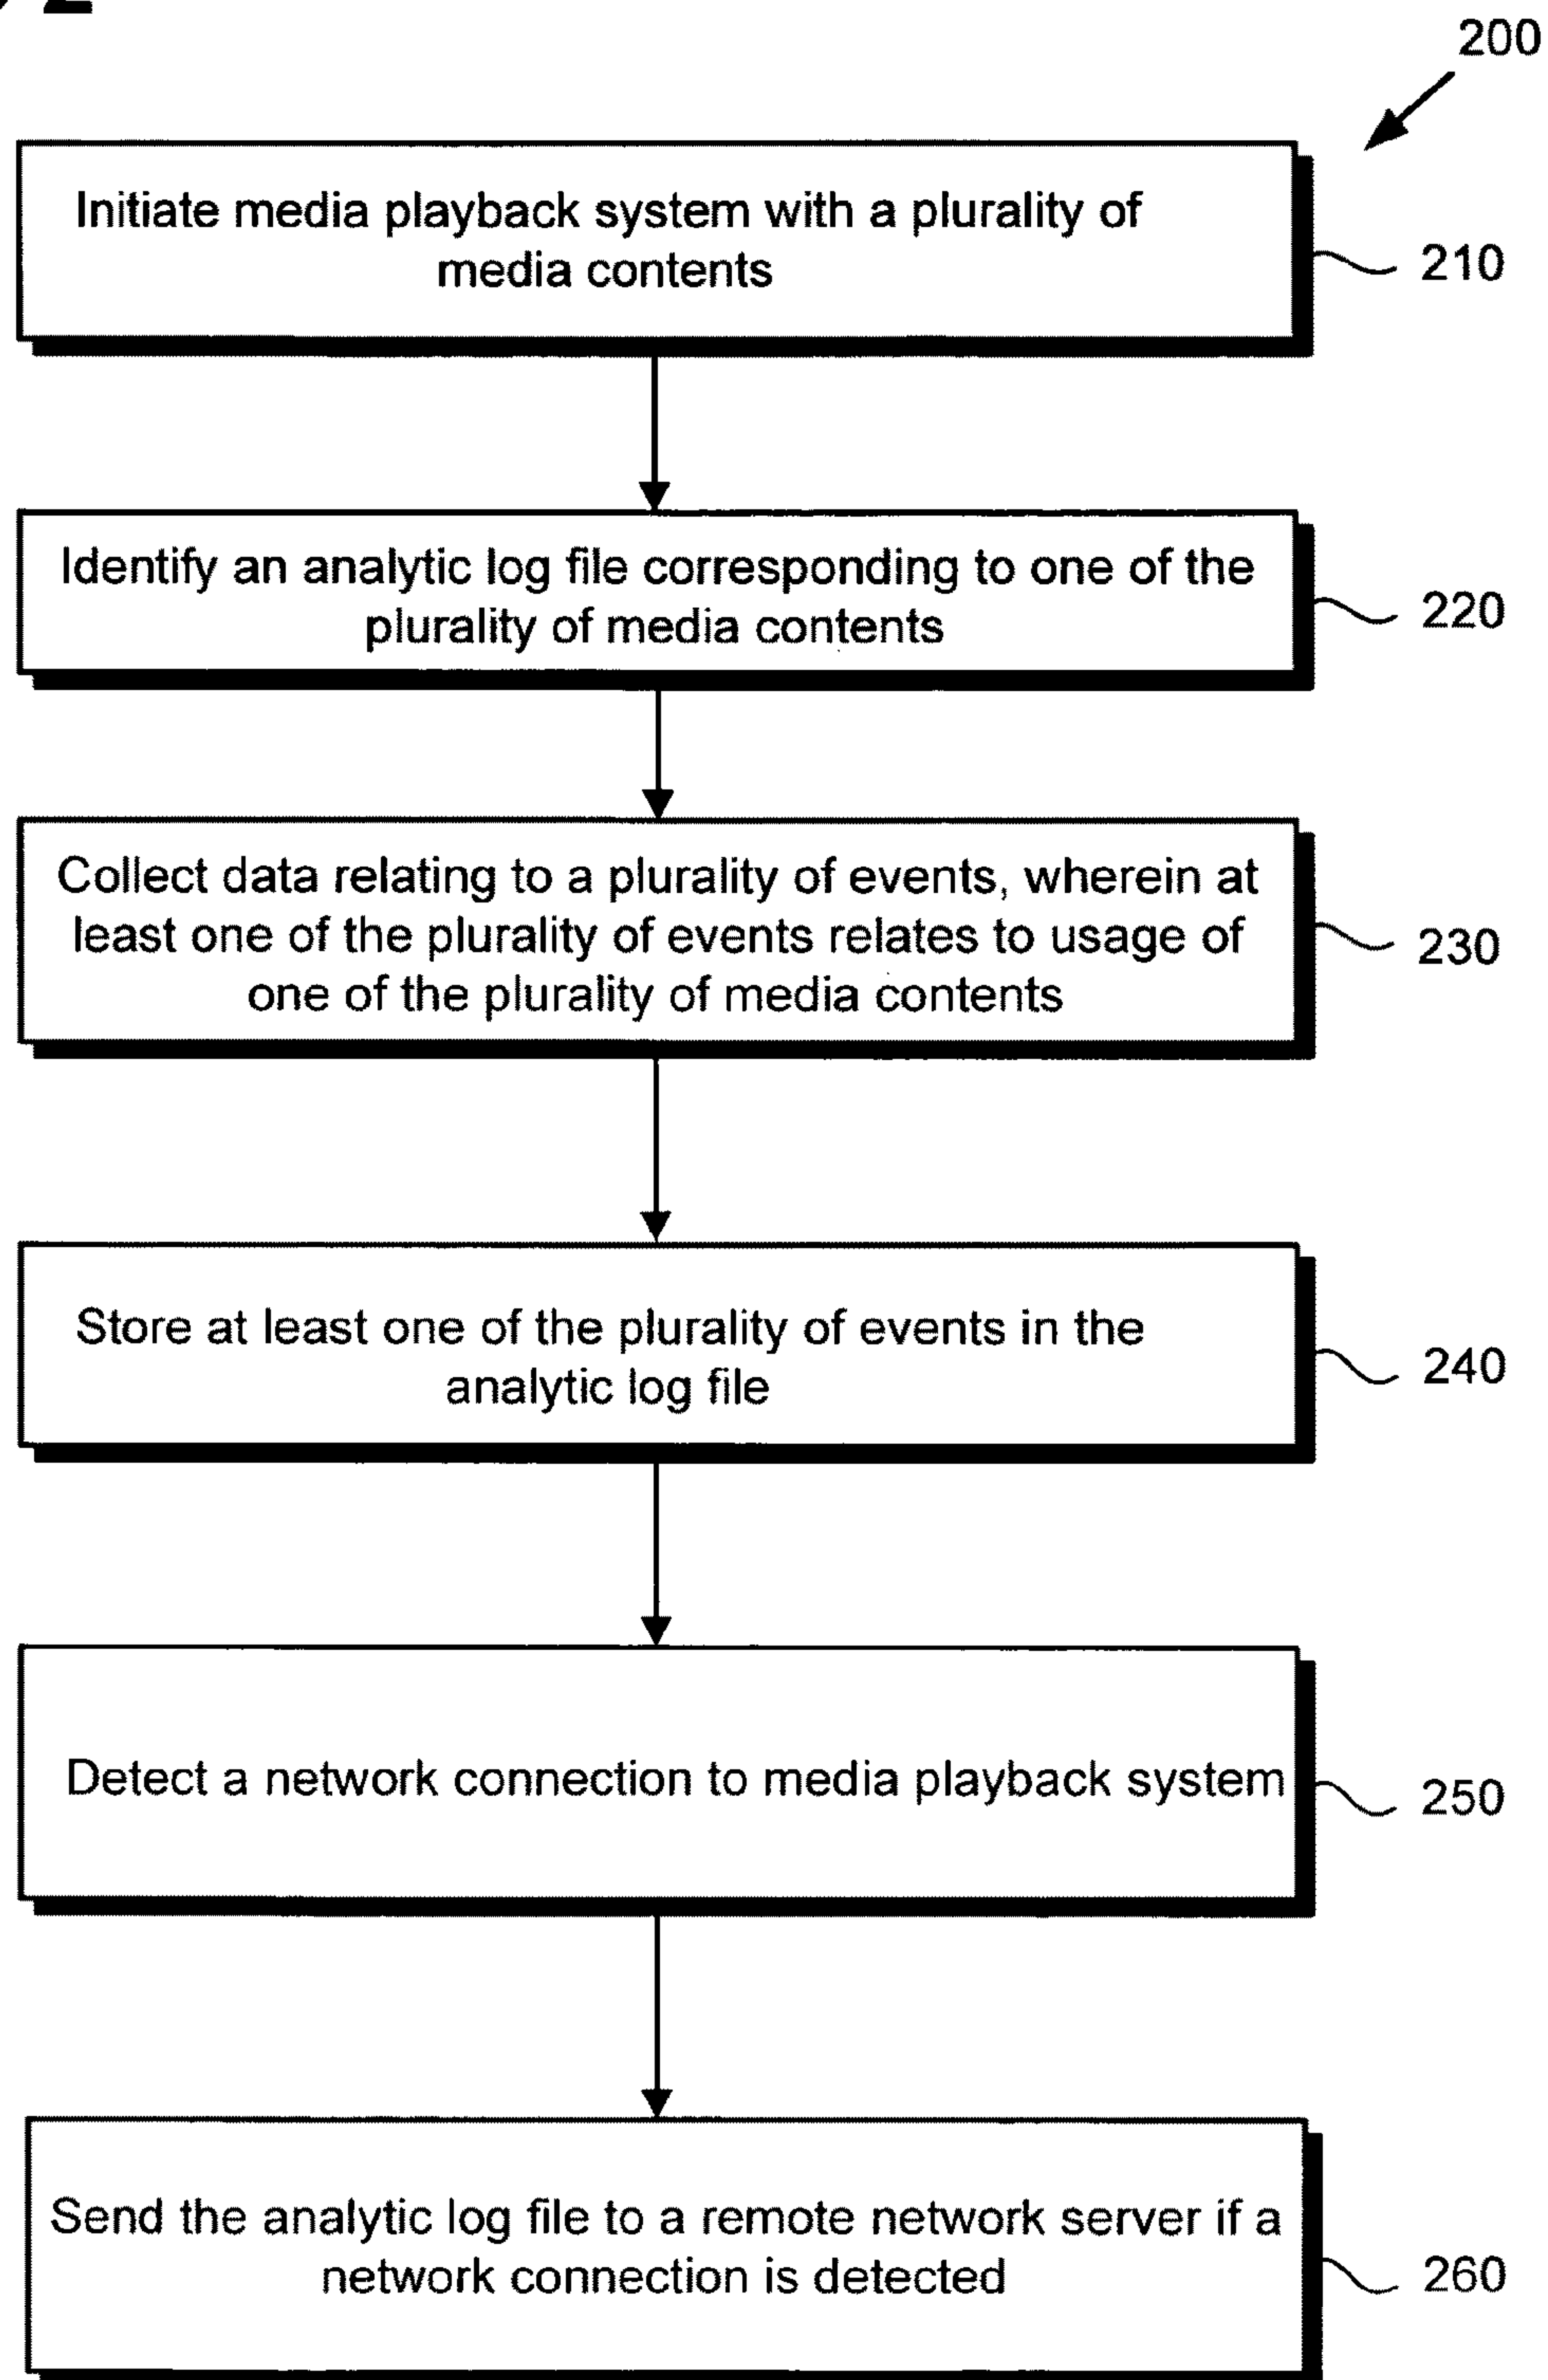 200
Initiate media playback system with a plurality of
media contents
210
Identify an analytic log file corresponding to one of the
plurality of media contents
220
Collect data relating to a plurality of events, wherein at
least one of the plurality of events relates to usage of
one of the plurality of media contents
230
Store at least one of the plurality of events in the
analytic log file
240
Detect a network connection to media playback system
250
Send the analytic log file to a remote network server if a
network connection is detected
260